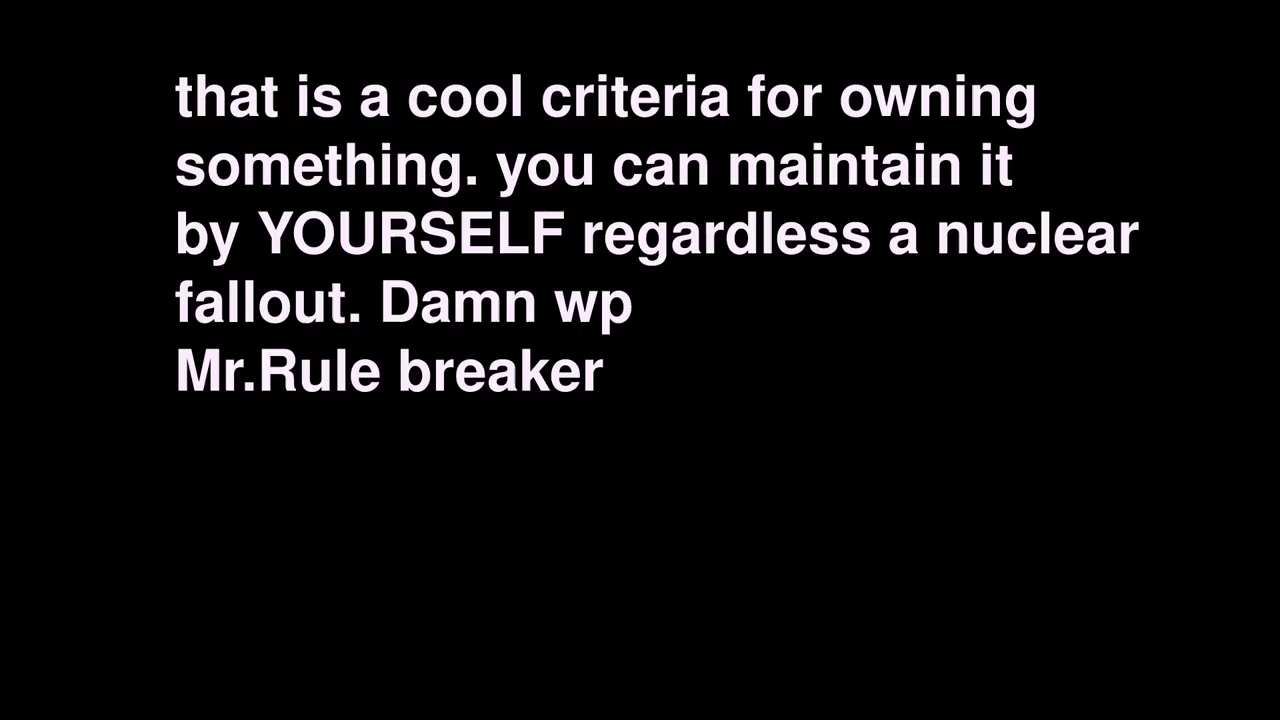 that is a cool criteria for owning
something. you can maintain it
by YOURSELF regardless a nuclear
fallout. Damn wp
Mr.Rule breaker